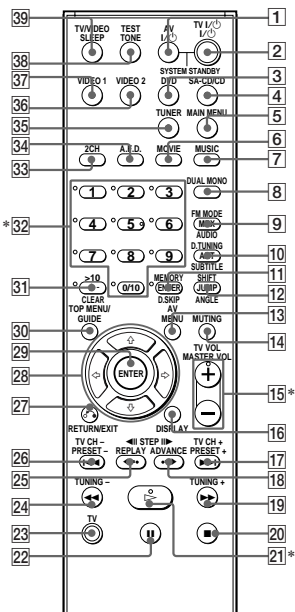 39 1
TV/VIDEO SLEEP TEST TONE AV I/⏻ TV I/⏻
38 2
SYSTEM STANDBY
37 3
VIDEO 1 VIDEO 2 DVD SA-CD/CD
36 4
TUNER MAIN MENU
35 5
34 6
2CH A.F.D. MOVIE MUSIC
33 7
DUAL MONO
1 2 3 8
FM MODE
*32 4 5 6 MIX 9
AUDIO
D.TUNING
7 8 9 10
SUBTITLE 11
>10 0/10 MEMORY ENTER SHIFT JUMP
31 12
CLEAR D.SKIP ANGLE
TOP MENU/ GUIDE AV MENU MUTING 13
30 14
TV VOL
MASTER VOL
29 ENTER + 15*
28 −
27 16
RETURN/EXIT DISPLAY
TV CH − ◀II STEP II▶ TV CH +
PRESET − REPLAY ADVANCE PRESET +
26 17
25 18
TUNING − TUNING +
24 19
TV
23 20
22 21*